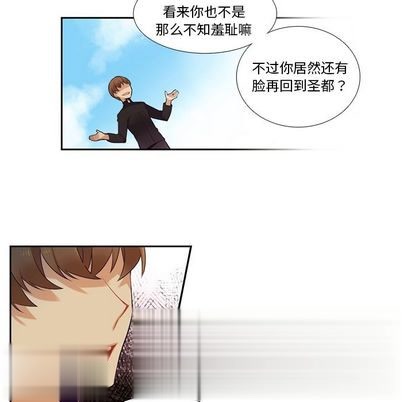 看来你也不是
那么不知羞耻嘛
不过你居然还有
脸再回到圣都？